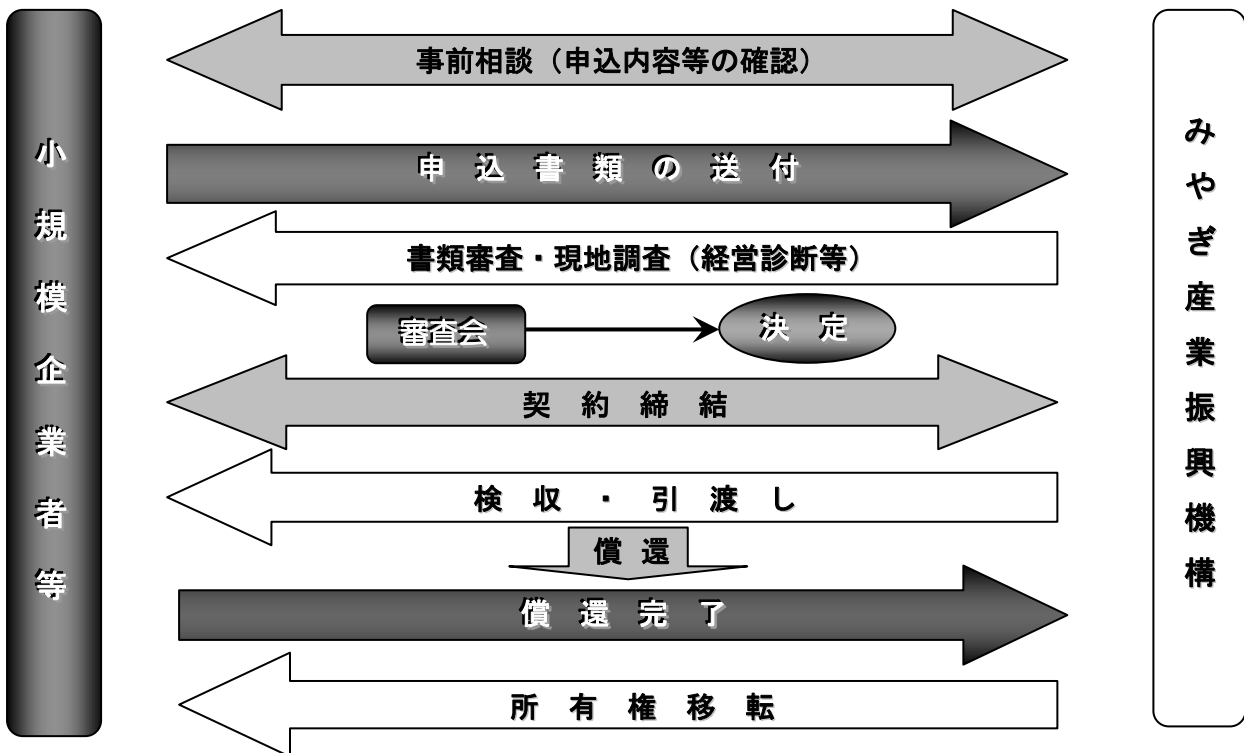 小規模企業者等
事前相談（申込内容等の確認）
申込書類の送付
書類審査・現地調査（経営診断等）
審査会
決定
契約締結
検収・引渡し
償還
償還完了
所有権移転
みやぎ産業振興機構